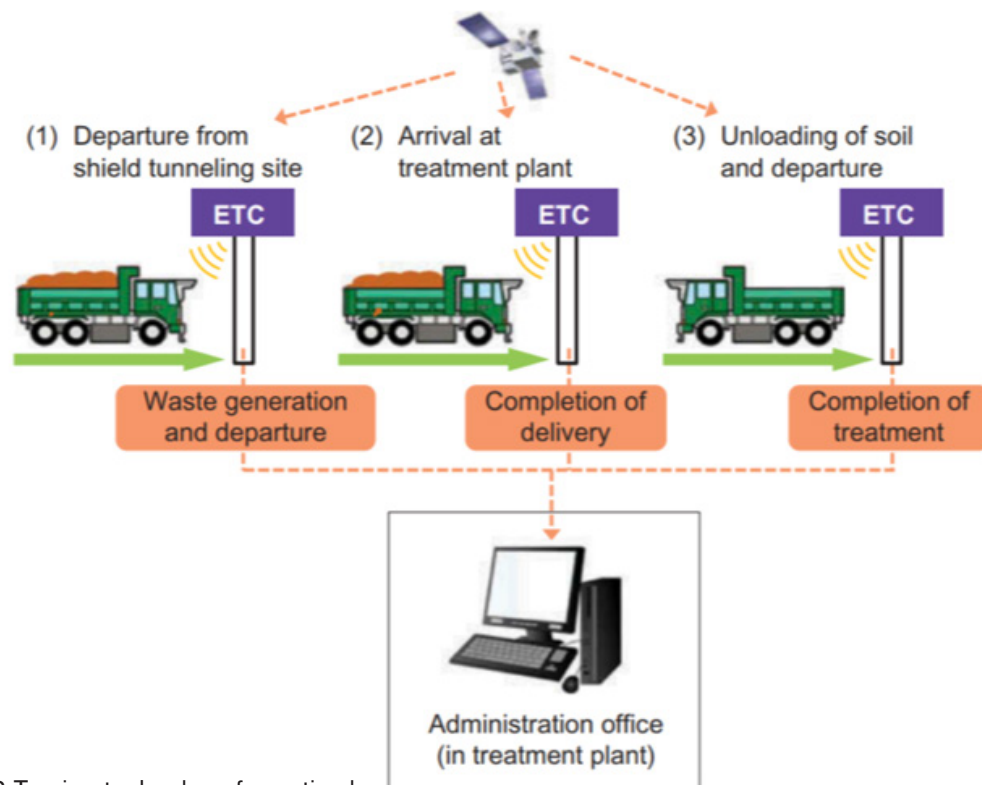 (1) Departure from
shield tunneling site
(2) Arrival at
treatment plant
(3) Unloading of soil
and departure
ETC
ETC
ETC
Waste generation
and departure
Completion of
delivery
Completion of
treatment
Administration office
(in treatment plant)